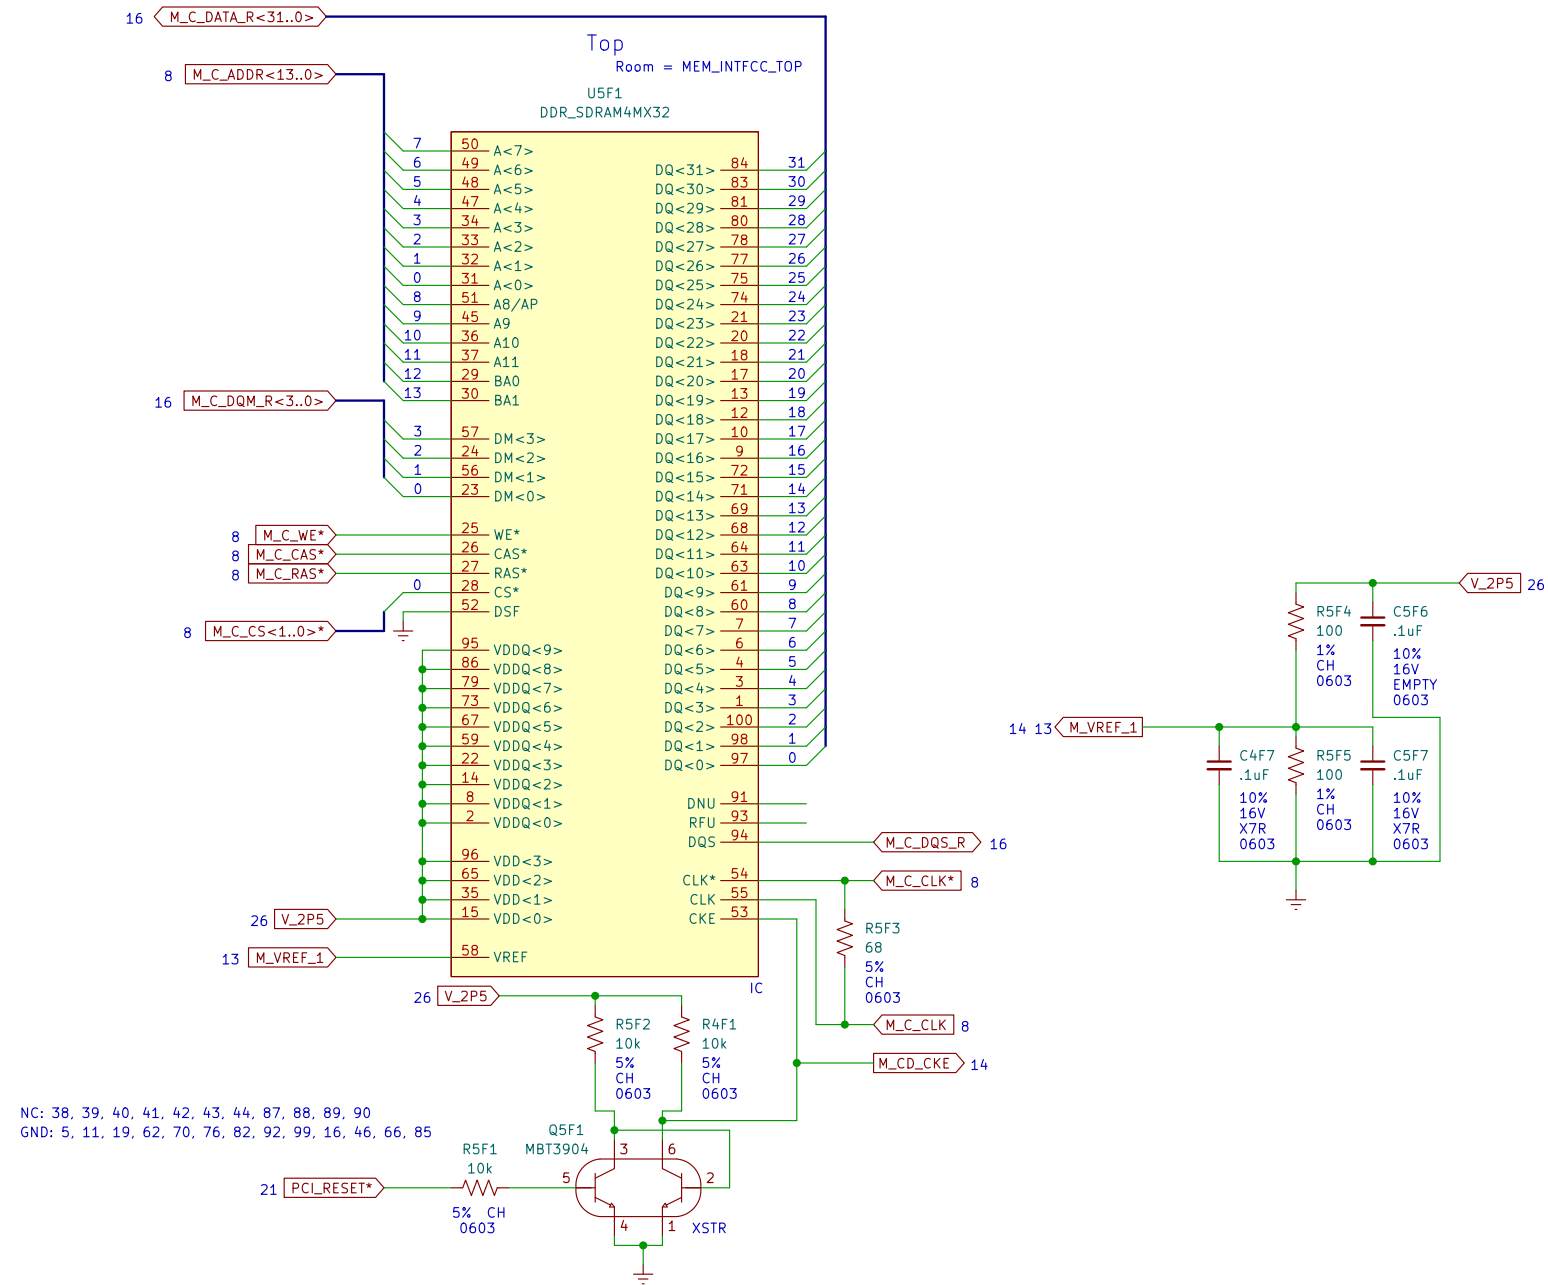 16 M_C_DATA_R<31..0>
Top
Room = MEM_INTFCC_TOP
8 M_C_ADDR<13..0>
U5F1
DDR_SDRAM4MX32
7 50 A<7>
6 49 A<6>
5 48 A<5>
4 47 A<4>
3 34 A<3>
2 33 A<2>
1 32 A<1>
0 31 A<0>
8 51 A8/AP
9 45 A9
10 36 A10
11 37 A11
12 29 BA0
13 30 BA1
16 M_C_DQM_R<3..0>
3 57 DM<3>
2 24 DM<2>
1 56 DM<1>
0 23 DM<0>
8 M_C_WE* 25 WE*
8 M_C_CAS* 26 CAS*
8 M_C_RAS* 27 RAS*
0 28 CS*
52 DSF
8 M_C_CS<1..0>*
95 VDDQ<9>
86 VDDQ<8>
79 VDDQ<7>
73 VDDQ<6>
67 VDDQ<5>
59 VDDQ<4>
22 VDDQ<3>
14 VDDQ<2>
8 VDDQ<1>
2 VDDQ<0>
96 VDD<3>
65 VDD<2>
35 VDD<1>
26 V_2P5 15 VDD<0>
13 M_VREF_1 58 VREF
DQ<31> 84 31
DQ<30> 83 30
DQ<29> 81 29
DQ<28> 80 28
DQ<27> 78 27
DQ<26> 77 26
DQ<25> 75 25
DQ<24> 74 24
DQ<23> 21 23
DQ<22> 20 22
DQ<21> 18 21
DQ<20> 17 20
DQ<19> 13 19
DQ<18> 12 18
DQ<17> 10 17
DQ<16> 9 16
DQ<15> 72 15
DQ<14> 71 14
DQ<13> 69 13
DQ<12> 68 12
DQ<11> 64 11
DQ<10> 63 10
DQ<9> 61 9
DQ<8> 60 8
DQ<7> 7 7
DQ<6> 6 6
DQ<5> 4 5
DQ<4> 3 4
DQ<3> 1 3
DQ<2> 100 2
DQ<1> 98 1
DQ<0> 97 0
DNU 91
RFU 93
DQS 94 M_C_DQS_R 16
CLK* 54 M_C_CLK* 8
CLK 55
CKE 53
IC
R5F3
68
5%
CH
0603
M_C_CLK 8
M_CD_CKE 14
26 V_2P5
R5F2
10k
5%
CH
0603
R4F1
10k
5%
CH
0603
NC: 38, 39, 40, 41, 42, 43, 44, 87, 88, 89, 90
GND: 5, 11, 19, 62, 70, 76, 82, 92, 99, 16, 46, 66, 85
Q5F1
MBT3904
3 6
5 2
4 1
XSTR
R5F1
10k
21 PCI_RESET*
5% CH
0603
V_2P5 26
R5F4
100
1%
CH
0603
C5F6
.1uF
10%
16V
EMPTY
0603
14 13 M_VREF_1
C4F7
.1uF
10%
16V
X7R
0603
R5F5
100
1%
CH
0603
C5F7
.1uF
10%
16V
X7R
0603